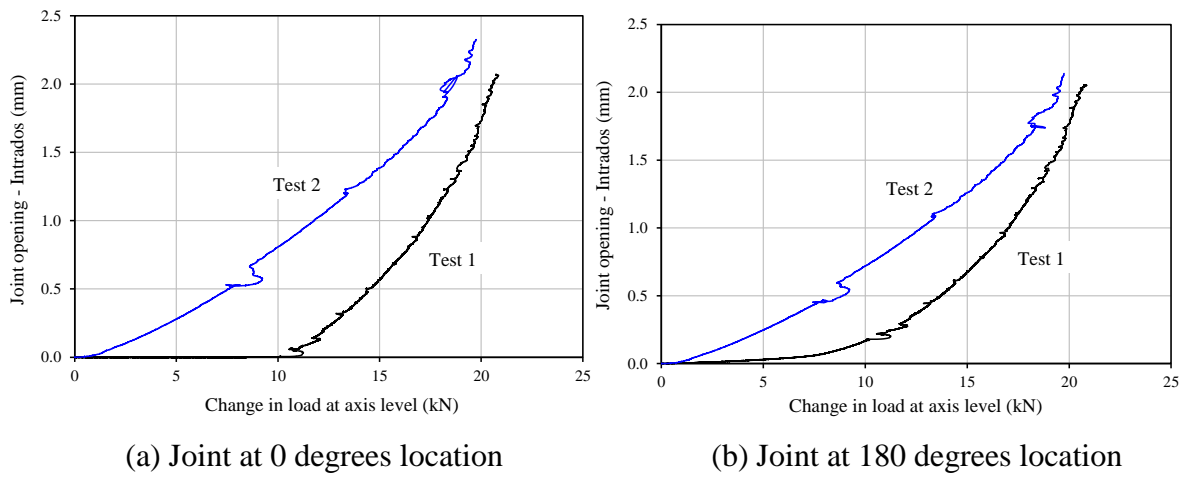 2.5
2.0
1.5
1.0
0.5
0.0
Joint opening - Intrados (mm)
Test 2
Test 1
0 5 10 15 20 25
Change in load at axis level (kN)
(a) Joint at 0 degrees location
2.5
2.0
1.5
1.0
0.5
0.0
Joint opening - Intrados (mm)
Test 2
Test 1
0 5 10 15 20 25
Change in load at axis level (kN)
(b) Joint at 180 degrees location